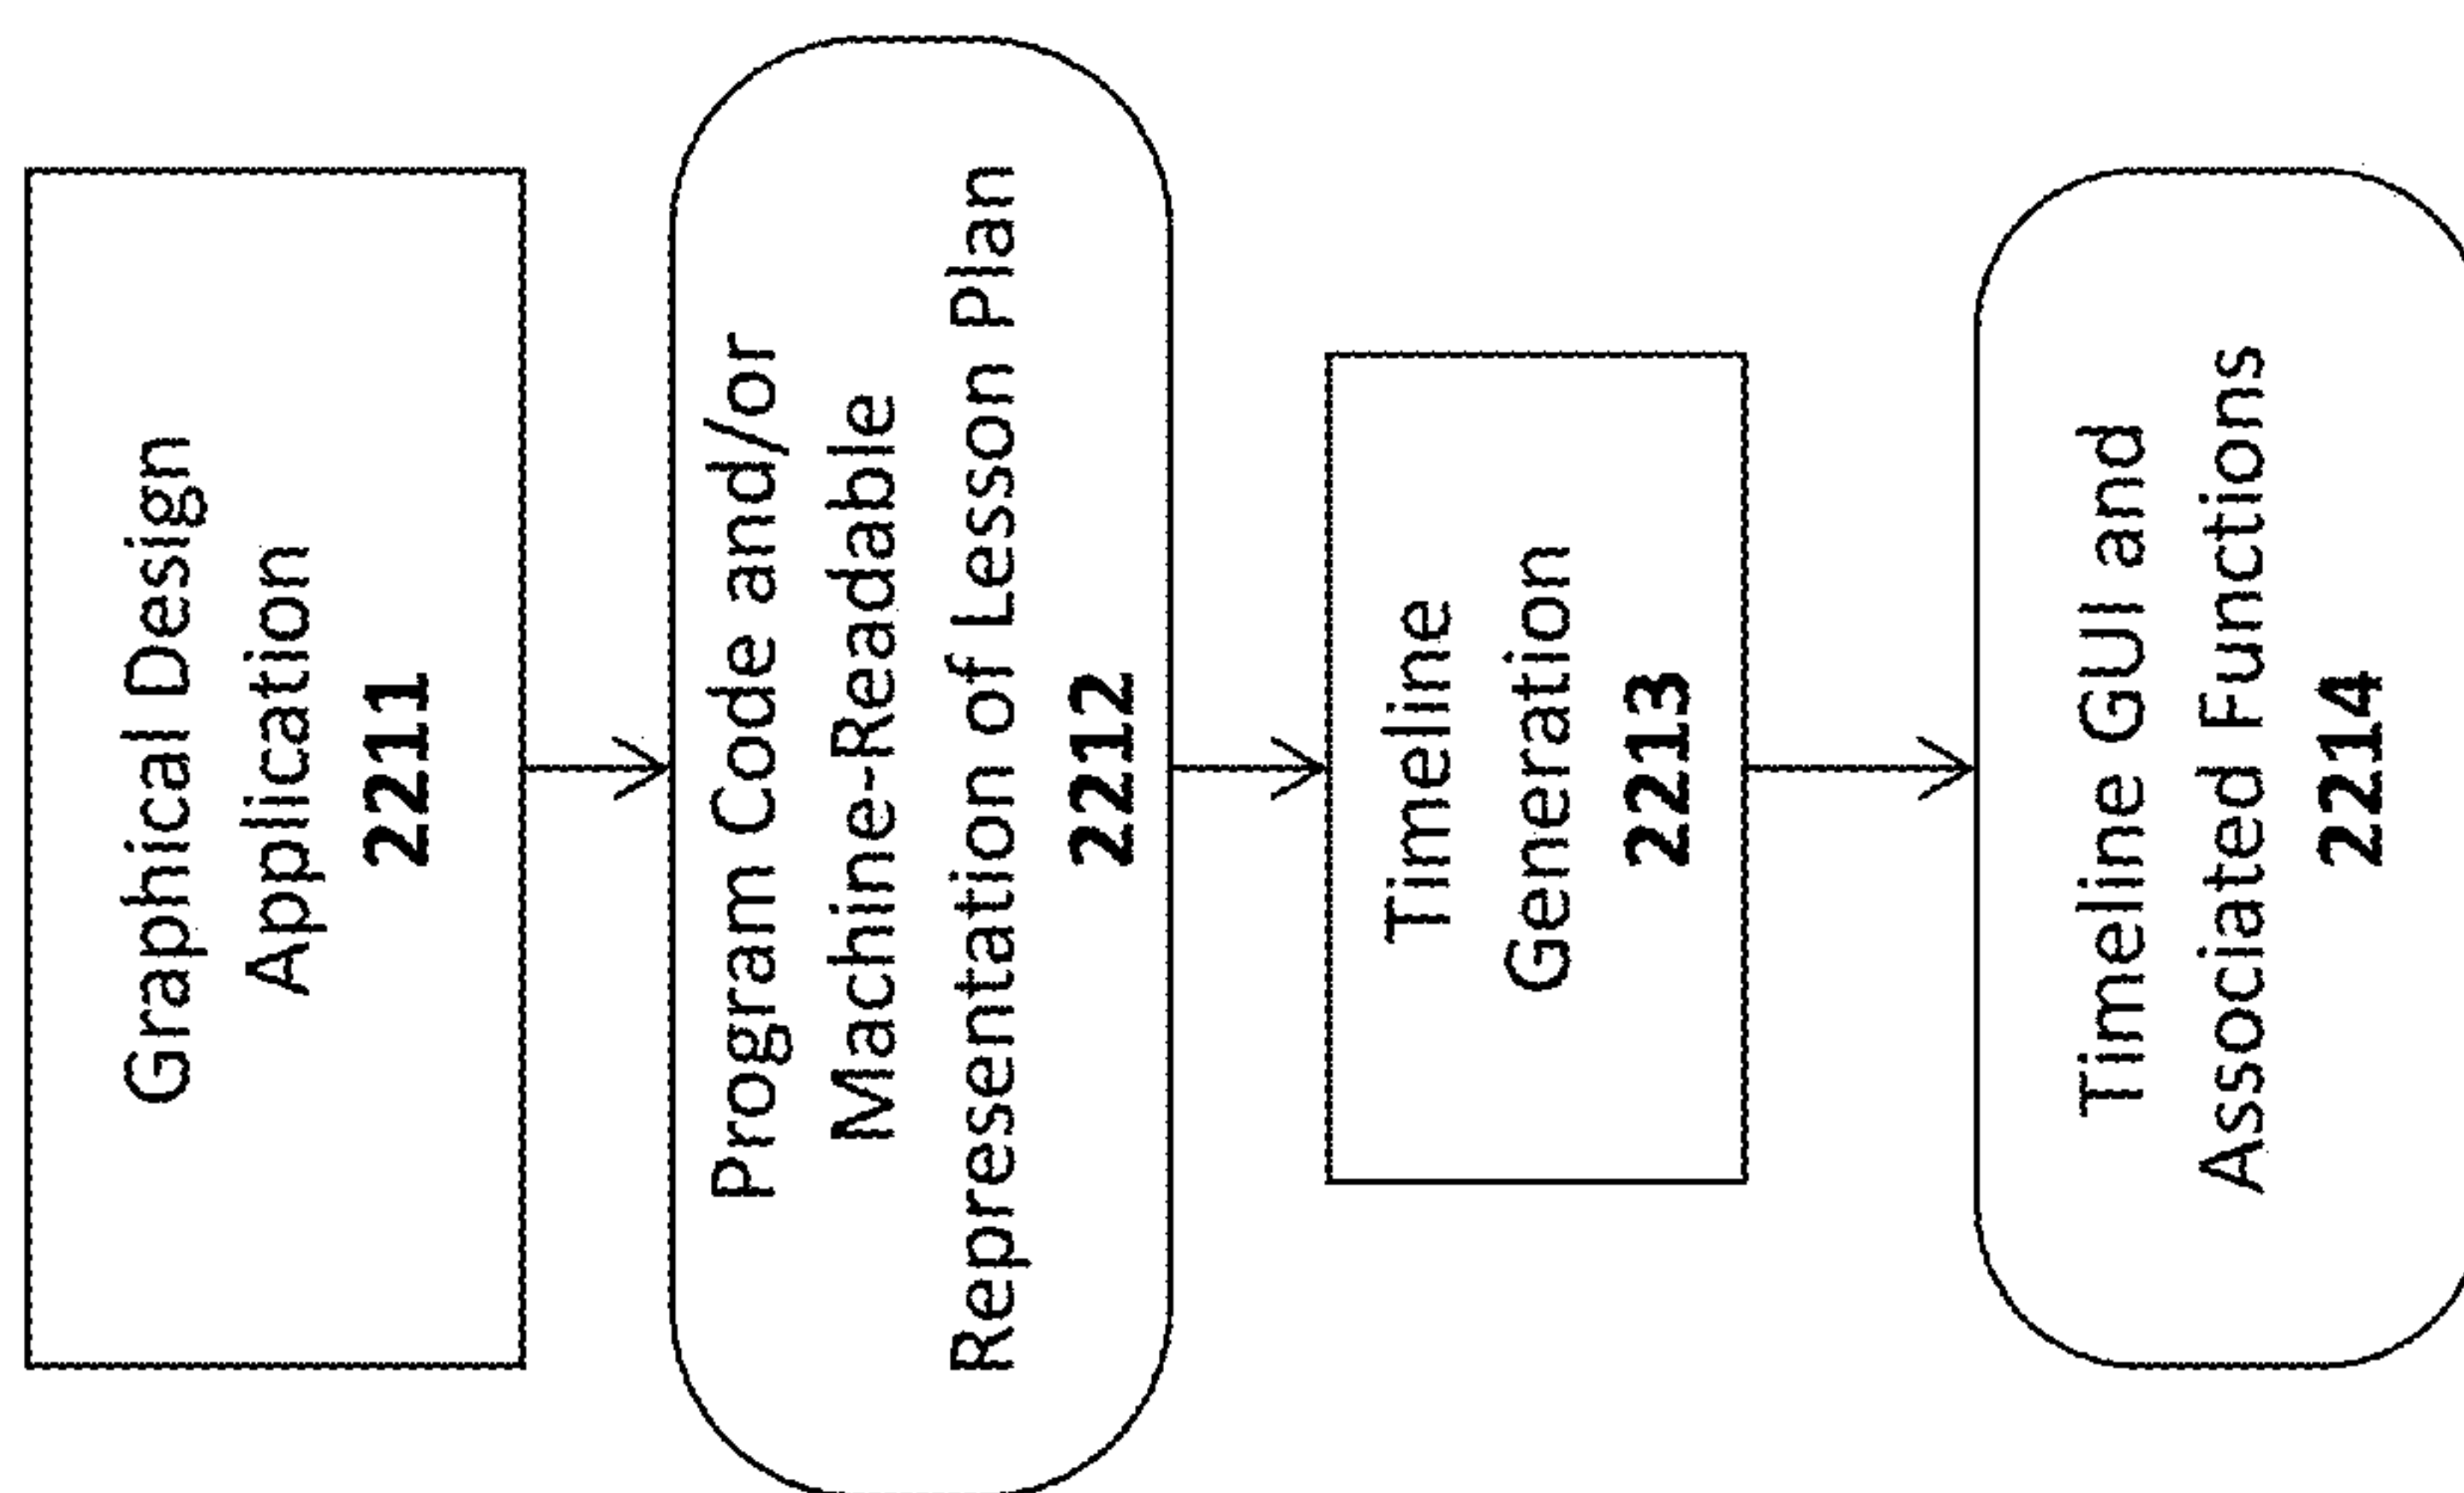 Graphical Design
Application
2211
Program Code and/or
Machine-Readable
Representation of Lesson Plan
2212
Timeline
Generation
2213
Timeline GUI and
Associated Functions
2214